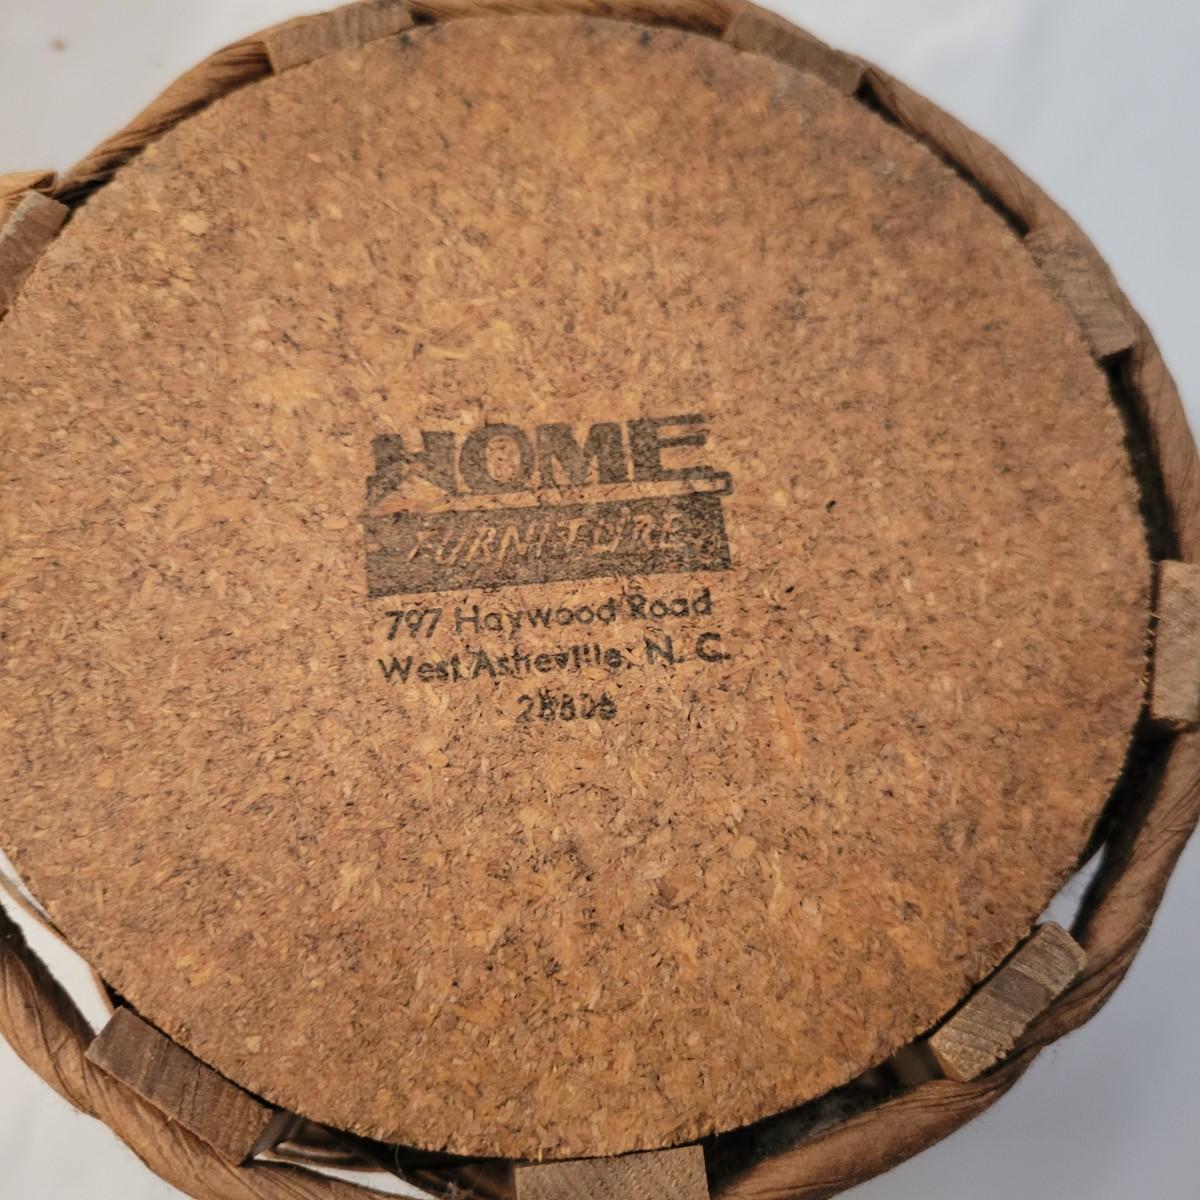 HOME
FURNITURE
797 Haywood Road
West Asheville, N. C.
28806